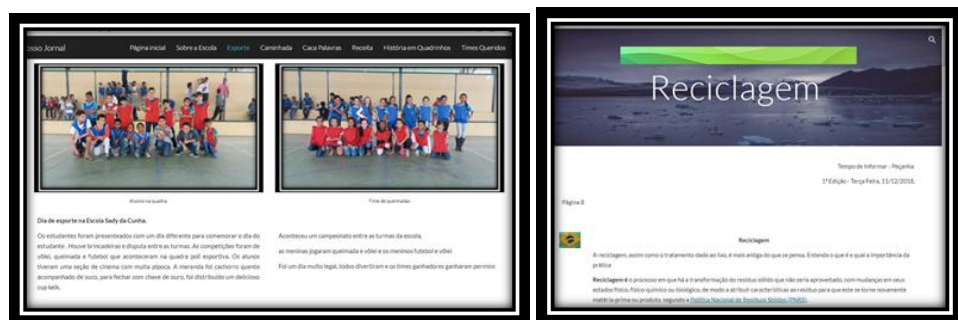 osso Jornal
Página inicial Sobre a Escola Esporte Caminhada Caca Palavras Receita História em Quadrinhos Times Queridos
Alunos na quadra
Time de queimadas
Dia de esporte na Escola Sady da Cunha.
Os estudantes foram presenteados com um dia diferente para comemorar o dia do
estudante . Houve brincadeiras e disputa entre as turmas. As competições foram de
vôlei, queimada e futebol que aconteceram na quadra poli esportiva. Os alunos
tiveram uma seção de cinema com muita pipoca. A merenda foi cachorro quente
acompanhado de suco, para fechar com chave de ouro, foi distribuído um delicioso
cup keik.
Aconteceu um campeonato entre as turmas da escola,
as meninas jogaram queimada e vôlei e os meninos futebol e vôlei
Foi um dia muito legal, todos divertiram e os times ganhadores ganharam permios
Reciclagem
Tempo de Informar - Peçanha
1ª Edição - Terça Feira, 11/12/2018.
Página 8
Reciclagem
A reciclagem, assim como o tratamento dado ao lixo, é mais antiga do que se pensa. Entenda o que é e qual a importância da
prática
Reciclagem é o processo em que há a transformação do resíduo sólido que não seria aproveitado, com mudanças em seus
estados físico, físico-químico ou biológico, de modo a atribuir características ao resíduo para que este se torne novamente
matéria-prima ou produto, segundo a Política Nacional de Resíduos Sólidos (PNRS).